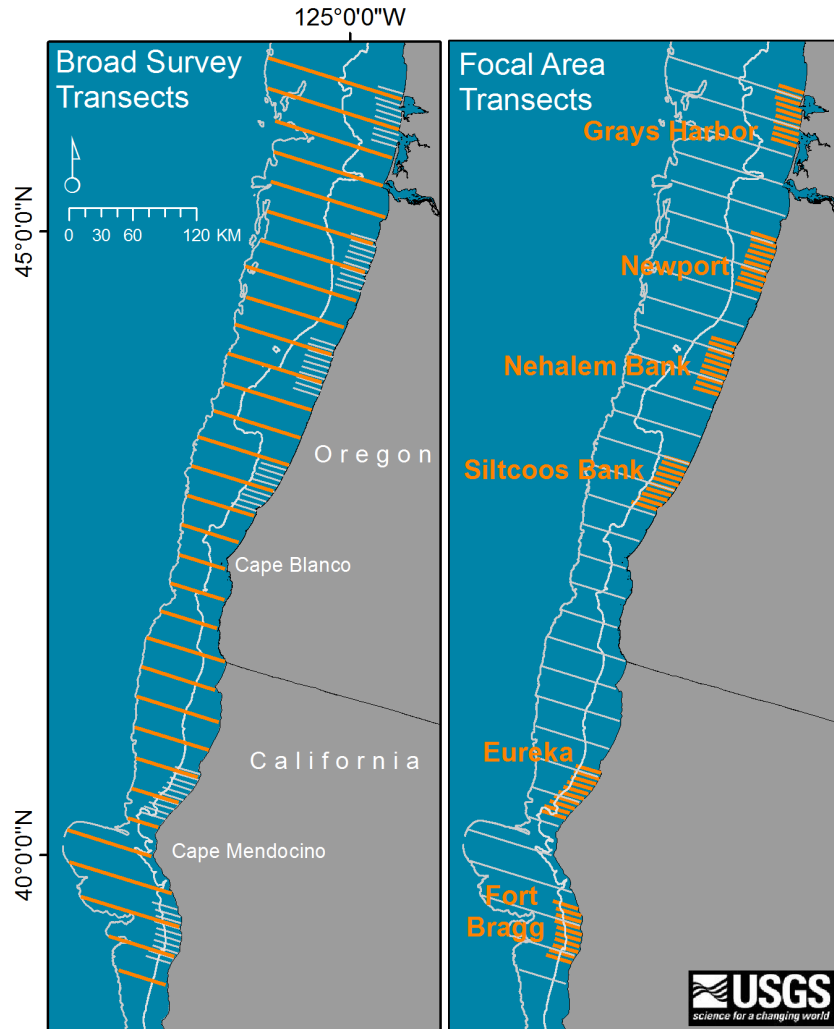 125°0'0"W
Broad Survey
Transects
0 30 60 120 KM
45°0'0"N
Oregon
Cape Blanco
California
40°0'0"N
Cape Mendocino
Focal Area
Transects
Grays Harbor
Newport
Nehalem Bank
Siltcoos Bank
Eureka
Fort
Bragg
USGS
science for a changing world